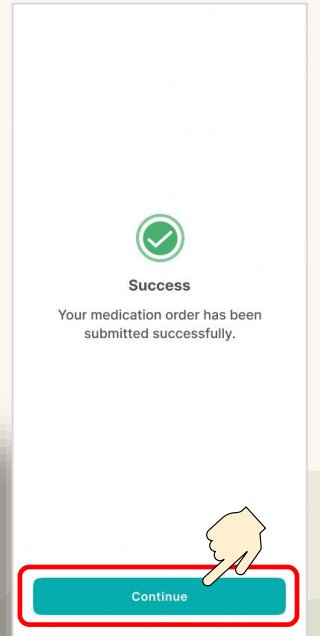 Success
Your medication order has been
submitted successfully.
Continue